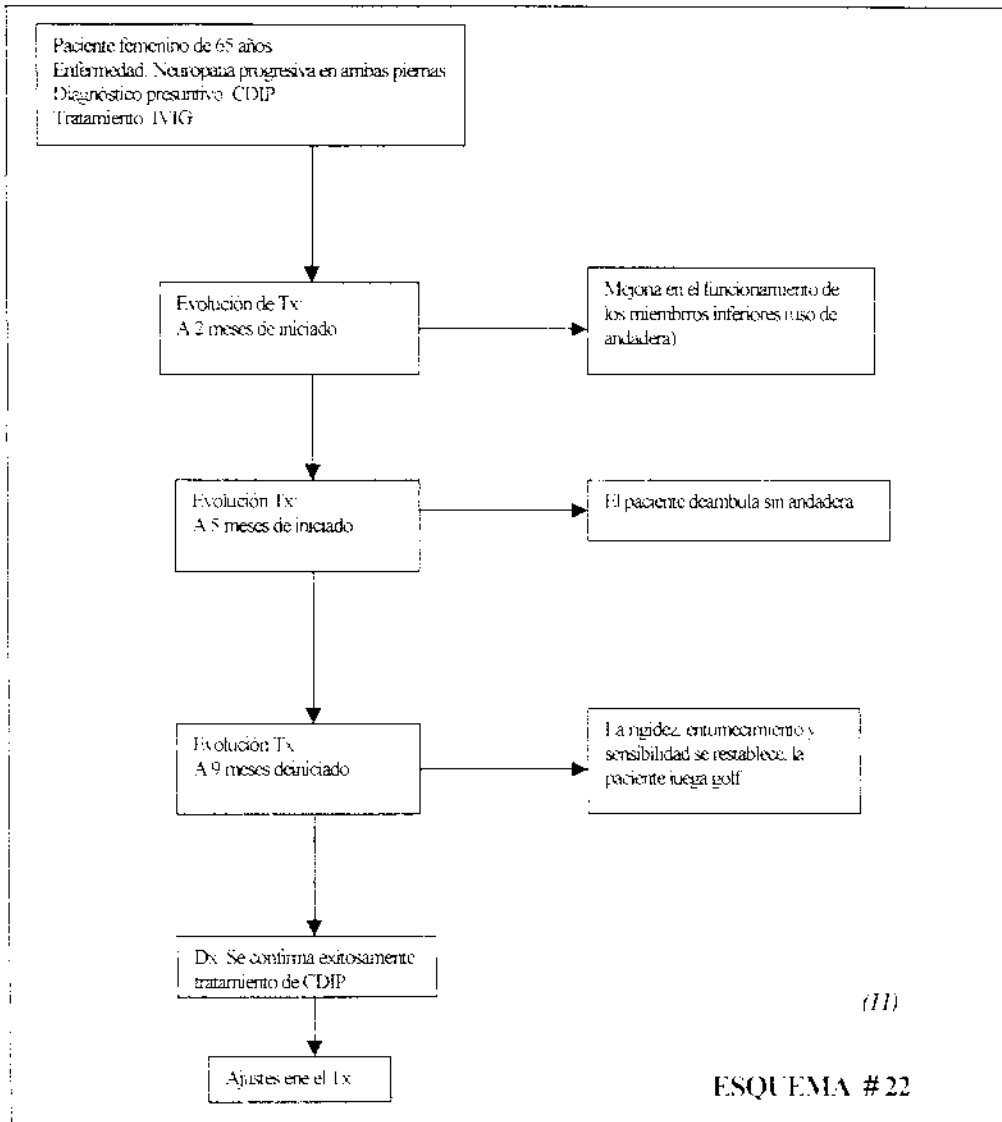 Paciente femenino de 65 años
Enfermedad. Neuropatia progresiva en ambas piernas
Diagnóstico presuntivo CDIP
Tratamiento IVIG
Evolución de Tx:
A 2 meses de iniciado
Mejoria en el funcionamiento de
los miembros inferiores (uso de
andadera)
Evolución Tx:
A 5 meses de iniciado
El paciente deambula sin andadera
Evolución Tx
A 9 meses deiniciado
La rigidez, entumecimiento y
sensibilidad se restablece, la
paciente juega golf
Dx. Se confirma exitosamente
tratamiento de CDIP
Ajustes ene el Tx
(11)
ESQUEMA #22